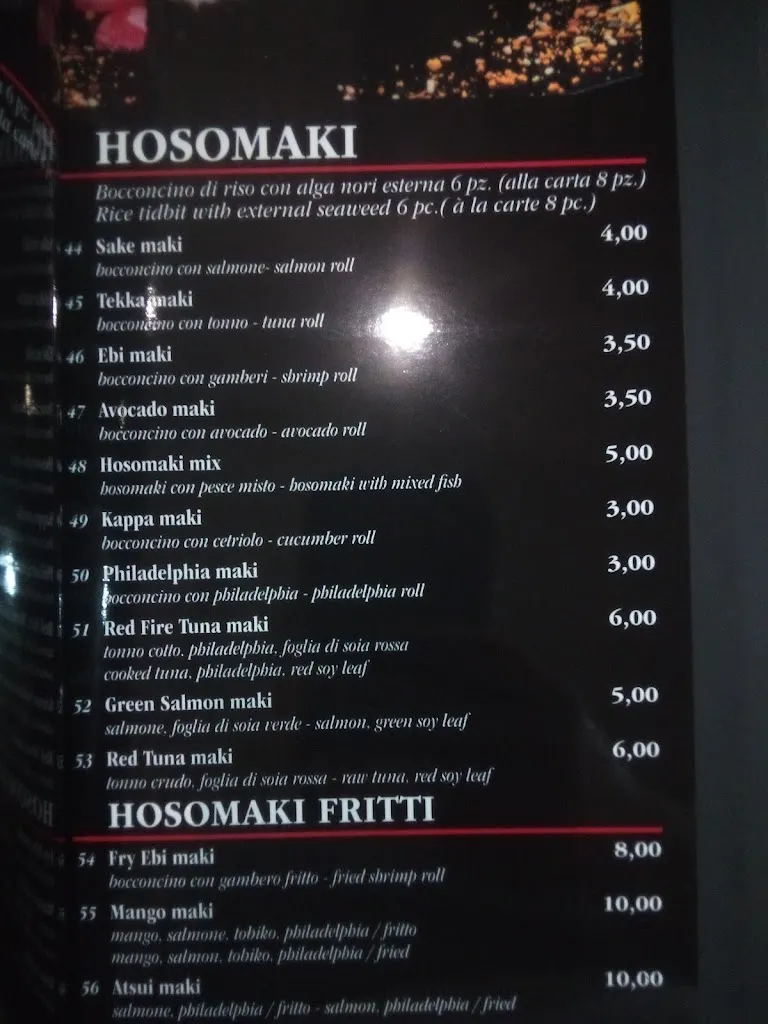 HOSOMAKI
Bocconcino di riso con alga nori esterna 6 pz. (alla carta 8 pz.)
Rice tidbit with external seaweed 6 pc.( à la carte 8 pc.)
44 Sake maki 4,00
bocconcino con salmone- salmon roll
45 Tekka maki 4,00
bocconcino con tonno - tuna roll
46 Ebi maki 3,50
bocconcino con gamberi - shrimp roll
47 Avocado maki 3,50
bocconcino con avocado - avocado roll
48 Hosomaki mix 5,00
hosomaki con pesce misto - hosomaki with mixed fish
49 Kappa maki 3,00
bocconcino con cetriolo - cucumber roll
50 Philadelphia maki 3,00
bocconcino con philadelphia - philadelphia roll
51 Red Fire Tuna maki 6,00
tonno cotto, philadelphia, foglia di soia rossa
cooked tuna, philadelphia, red soy leaf
52 Green Salmon maki 5,00
salmone, foglia di soia verde - salmon, green soy leaf
53 Red Tuna maki 6,00
tonno crudo, foglia di soia rossa - raw tuna, red soy leaf
HOSOMAKI FRITTI
54 Fry Ebi maki 8,00
bocconcino con gambero fritto - fried shrimp roll
55 Mango maki 10,00
mango, salmone, tobiko, philadelphia / fritto
mango, salmon, tobiko, philadelphia / fried
56 Atsui maki 10,00
salmone, philadelphia / fritto - salmon, philadelphia / fried